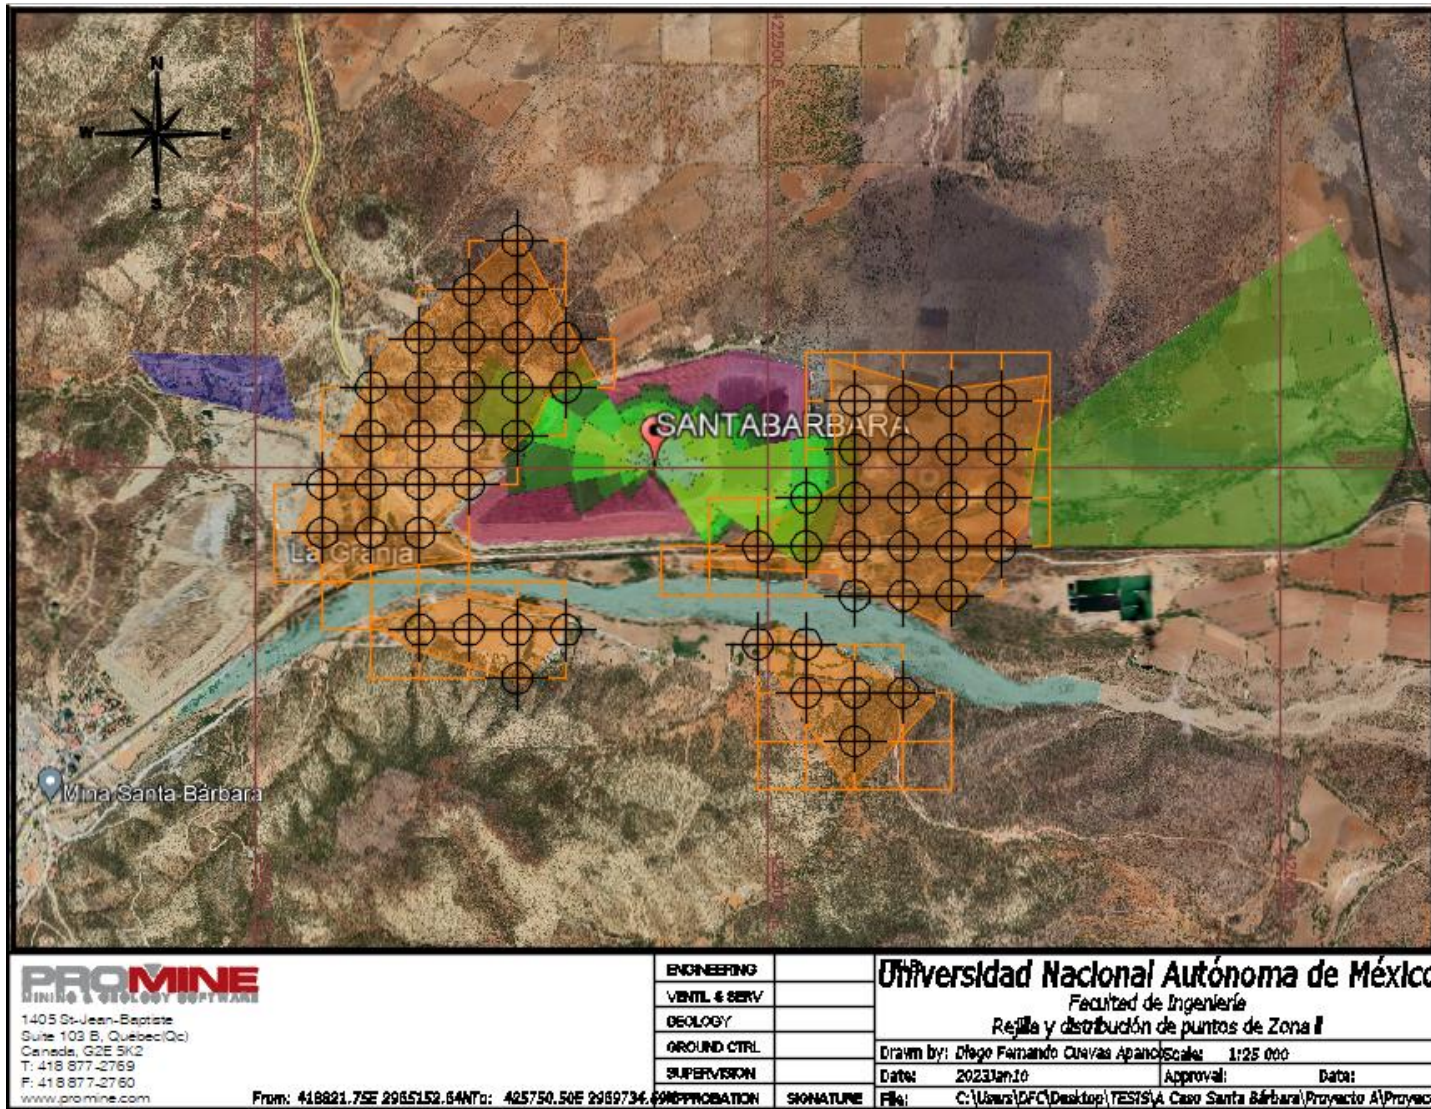 N
W E
S
422500 E
SANTABARBARA
La Granja
Mina Santa Bárbara
PROMINE
MINING & GEOLOGY SOFTWARE
1405 St-Jean-Baptiste
Suite 103 B, Québec(Qc)
Canada, G2E 5K2
T: 418 877-2769
F: 418 877-2760
www.promine.com
From: 418821.75E 2965152.64N To: 425750.50E 2969734.
ENGINEERING
VENTIL & SERV
GEOLOGY
GROUND CTRL
SUPERVISION
APPROBATION SIGNATURE
Universidad Nacional Autónoma de México
Facultad de Ingeniería
Rejilla y distribución de puntos de Zona II
Drawn by: Diego Fernando Cuevas Scale: 1:25 000
Date: 2023Jan10 Approval: Date:
File: C:\Users\DFC\Desktop\TESIS\A Caso Santa Bárbara\Proyecto A\Proyec